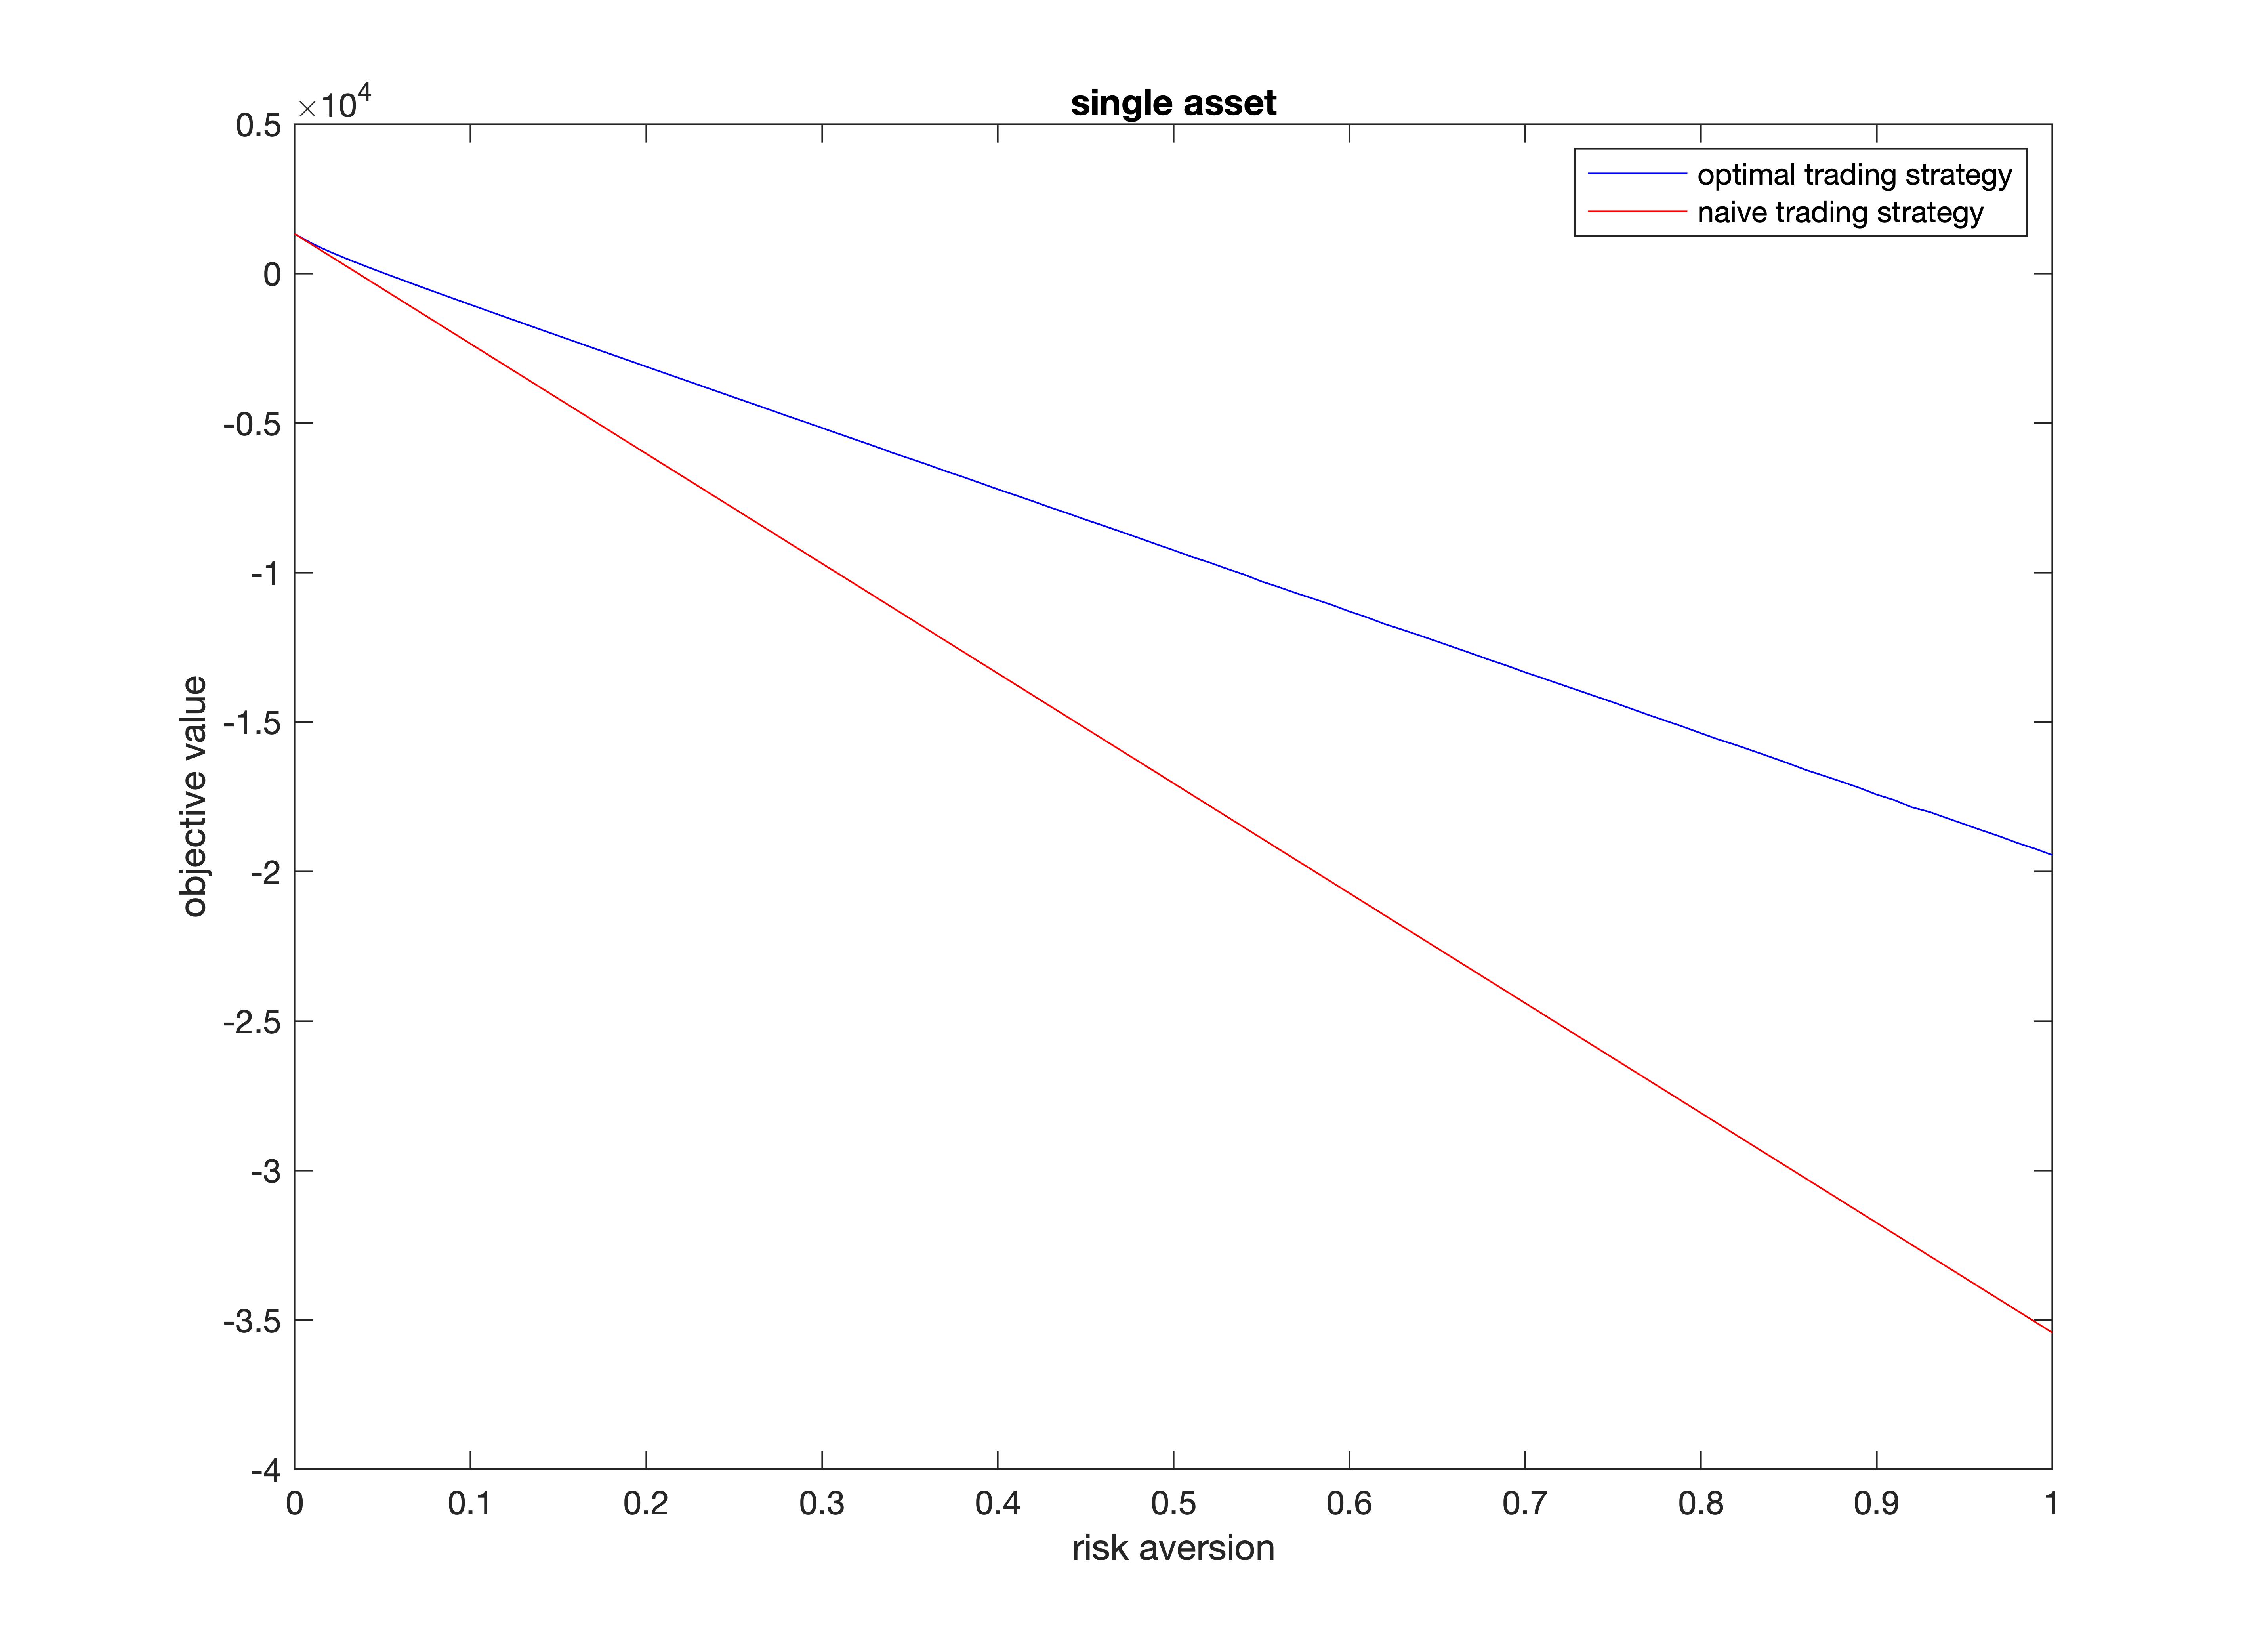 single asset
×10^4
optimal trading strategy
naive trading strategy
0.5
0
-0.5
-1
-1.5
-2
-2.5
-3
-3.5
-4
objective value
0 0.1 0.2 0.3 0.4 0.5 0.6 0.7 0.8 0.9 1
risk aversion